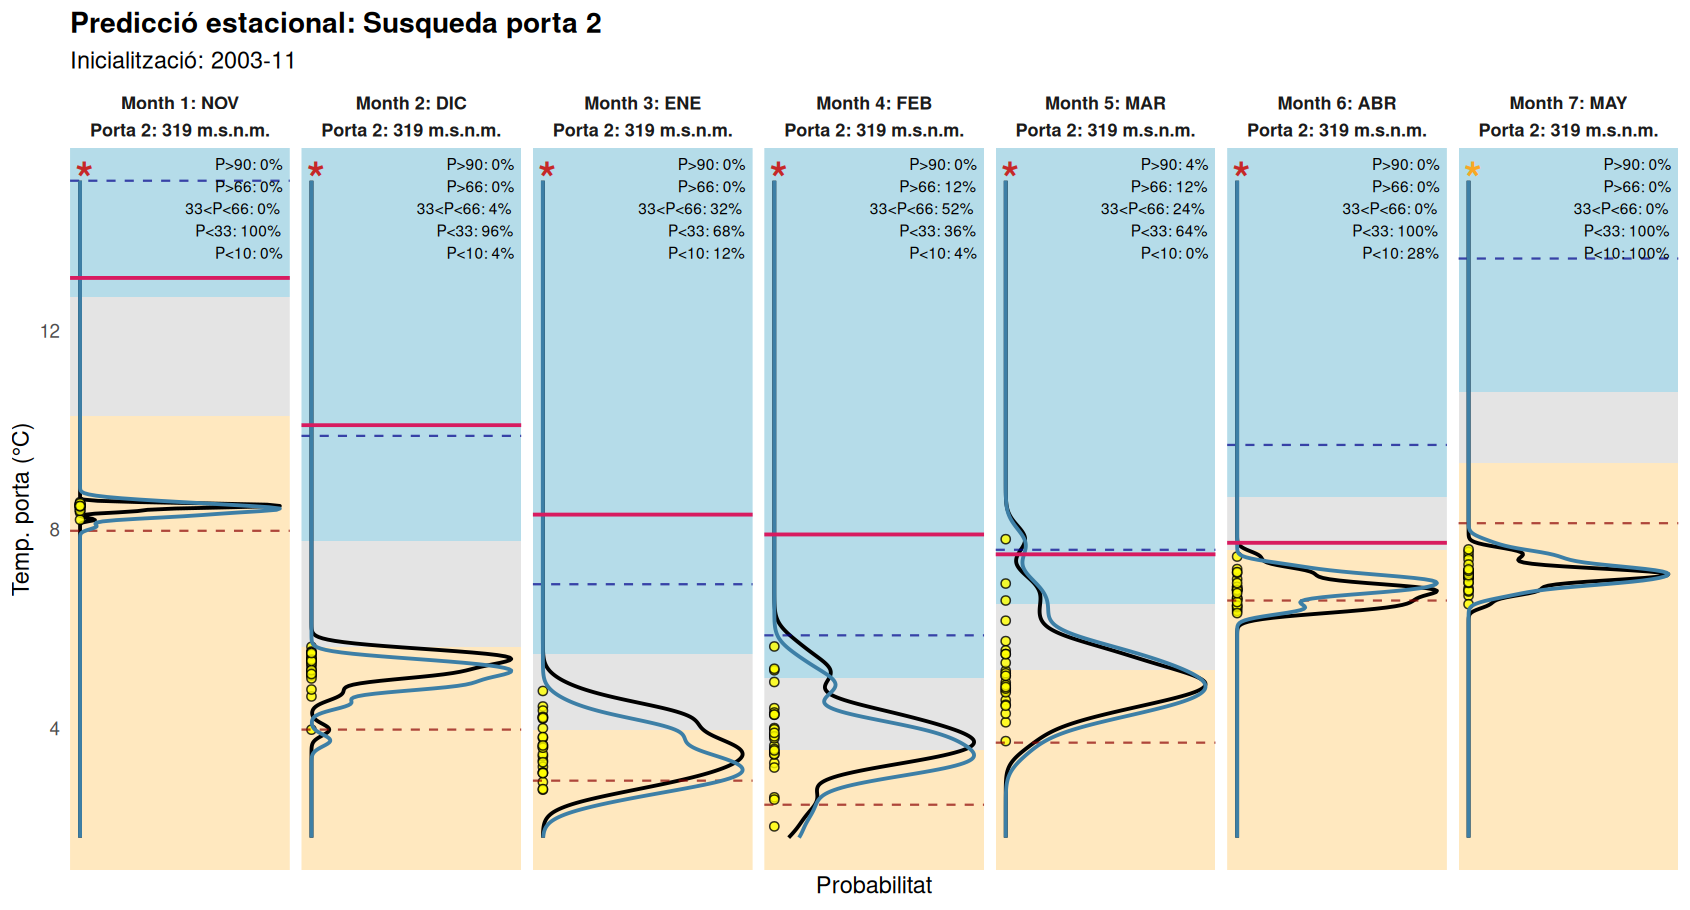 Predicció estacional: Susqueda porta 2
Inicialització: 2003-11
Month 1: NOV
Porta 2: 319 m.s.n.m.
Month 2: DIC
Porta 2: 319 m.s.n.m.
Month 3: ENE
Porta 2: 319 m.s.n.m.
Month 4: FEB
Porta 2: 319 m.s.n.m.
Month 5: MAR
Porta 2: 319 m.s.n.m.
Month 6: ABR
Porta 2: 319 m.s.n.m.
Month 7: MAY
Porta 2: 319 m.s.n.m.
*
P>90: 0%
P>66: 0%
33<P<66: 0%
P<33: 100%
P<10: 0%
*
P>90: 0%
P>66: 0%
33<P<66: 4%
P<33: 96%
P<10: 4%
*
P>90: 0%
P>66: 0%
33<P<66: 32%
P<33: 68%
P<10: 12%
*
P>90: 0%
P>66: 12%
33<P<66: 52%
P<33: 36%
P<10: 4%
*
P>90: 4%
P>66: 12%
33<P<66: 24%
P<33: 64%
P<10: 0%
*
P>90: 0%
P>66: 0%
33<P<66: 0%
P<33: 100%
P<10: 28%
*
P>90: 0%
P>66: 0%
33<P<66: 0%
P<33: 100%
P<10: 100%
12
8
4
Temp. porta (°C)
Probabilitat